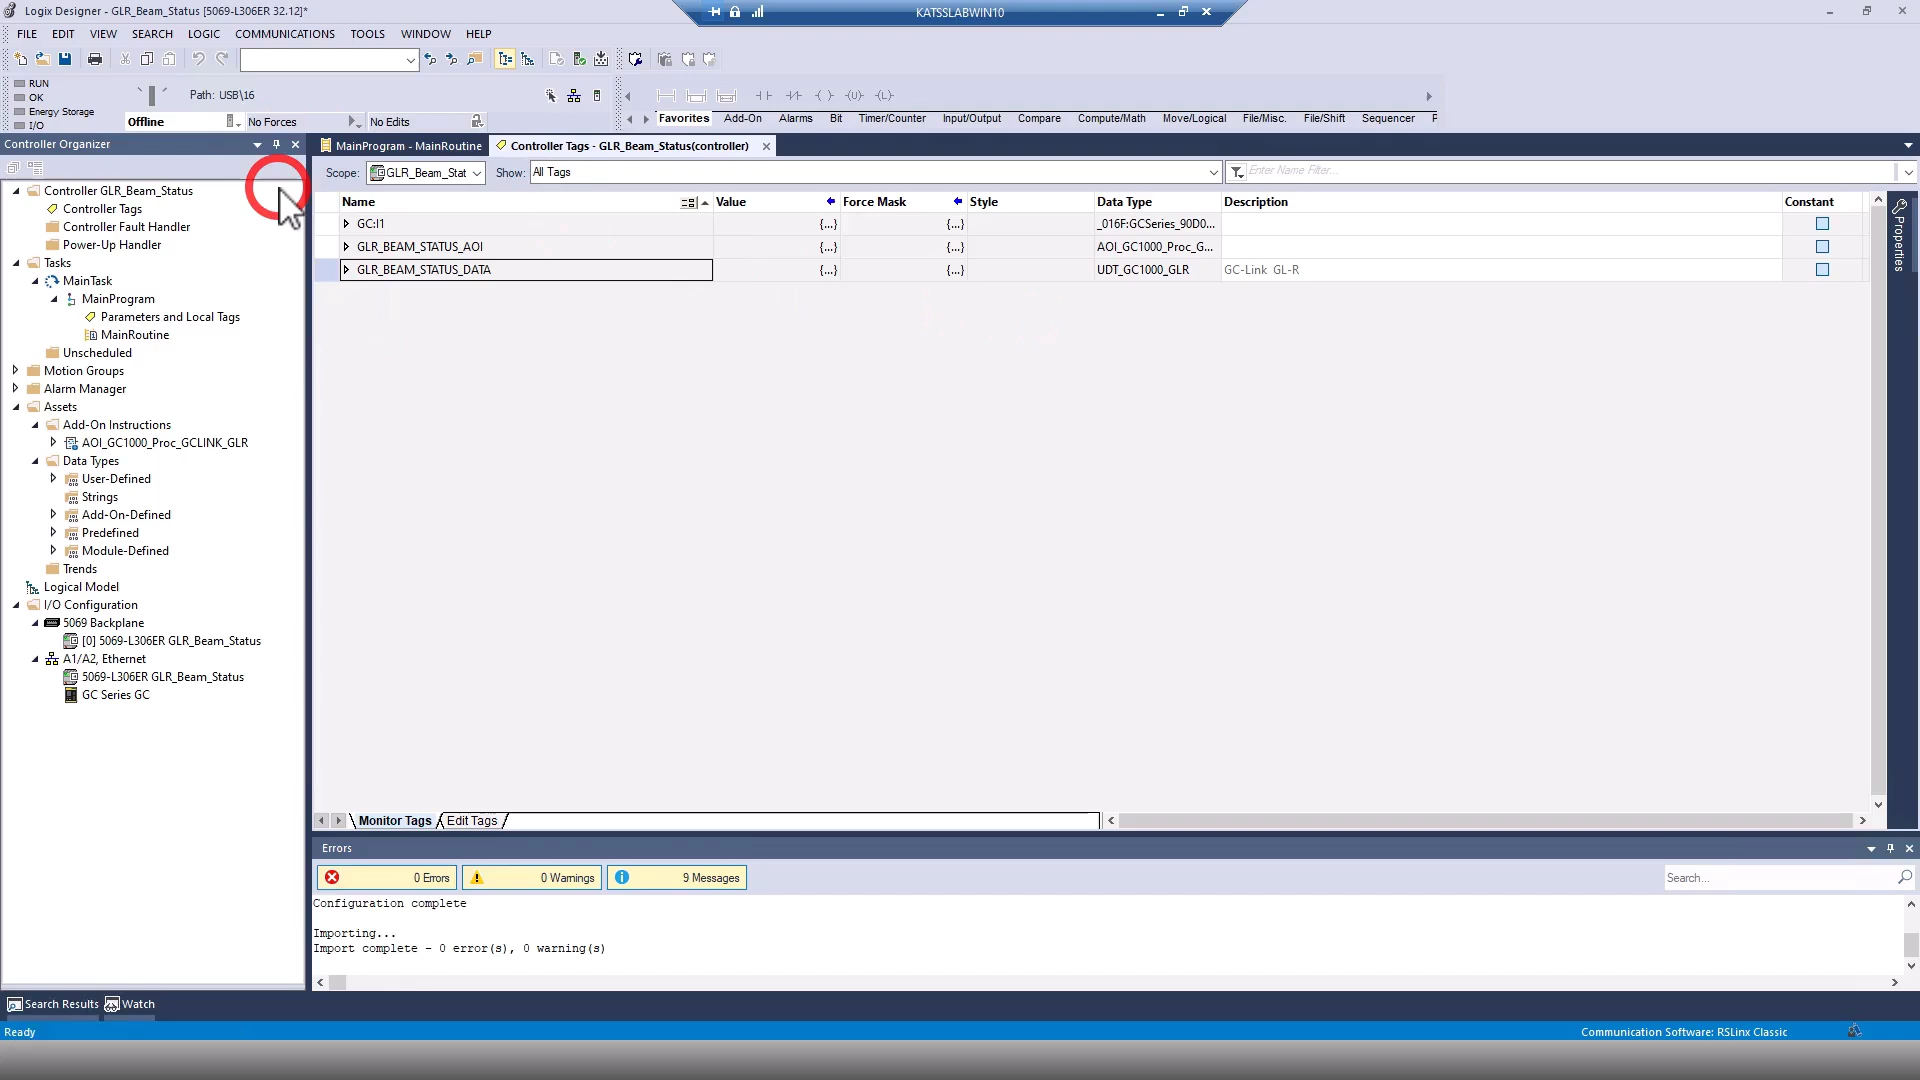 Logix Designer - GLR_Beam_Status [5069-L306ER 32.12]*
KATSSLABWIN10
FILE EDIT VIEW SEARCH LOGIC COMMUNICATIONS TOOLS WINDOW HELP
RUN
OK
Energy Storage
I/O
Path: USB\16
Offline No Forces No Edits
Favorites Add-On Alarms Bit Timer/Counter Input/Output Compare Compute/Math Move/Logical File/Misc. File/Shift Sequencer P
Controller Organizer
MainProgram - MainRoutine
Controller Tags - GLR_Beam_Status(controller)
Scope: GLR_Beam_Stat Show: All Tags Enter Name Filter...
Controller GLR_Beam_Status
Controller Tags
Controller Fault Handler
Power-Up Handler
Tasks
MainTask
MainProgram
Parameters and Local Tags
MainRoutine
Unscheduled
Motion Groups
Alarm Manager
Assets
Add-On Instructions
AOI_GC1000_Proc_GCLINK_GLR
Data Types
User-Defined
Strings
Add-On-Defined
Predefined
Module-Defined
Trends
Logical Model
I/O Configuration
5069 Backplane
[0] 5069-L306ER GLR_Beam_Status
A1/A2, Ethernet
5069-L306ER GLR_Beam_Status
GC Series GC
Name Value Force Mask Style Data Type Description Constant
GC:I1 {...} {...} _016F:GCSeries_90D0...
GLR_BEAM_STATUS_AOI {...} {...} AOI_GC1000_Proc_G...
GLR_BEAM_STATUS_DATA {...} {...} UDT_GC1000_GLR GC-Link GL-R
Properties
Monitor Tags Edit Tags
Errors
0 Errors 0 Warnings 9 Messages Search...
Configuration complete
Importing...
Import complete - 0 error(s), 0 warning(s)
Search Results Watch
Ready Communication Software: RSLinx Classic